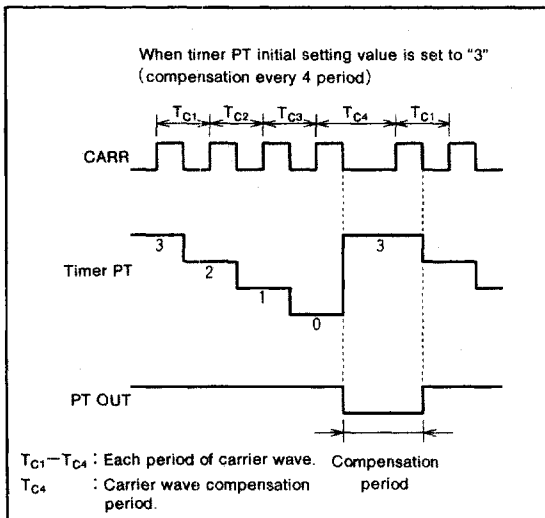 When timer PT initial setting value is set to "3"
(compensation every 4 period)
TC1 TC2 TC3 TC4 TC1
CARR
3 3
Timer PT
2
1
0
PT OUT
TC1−TC4 : Each period of carrier wave.
TC4 : Carrier wave compensation
period.
Compensation
period